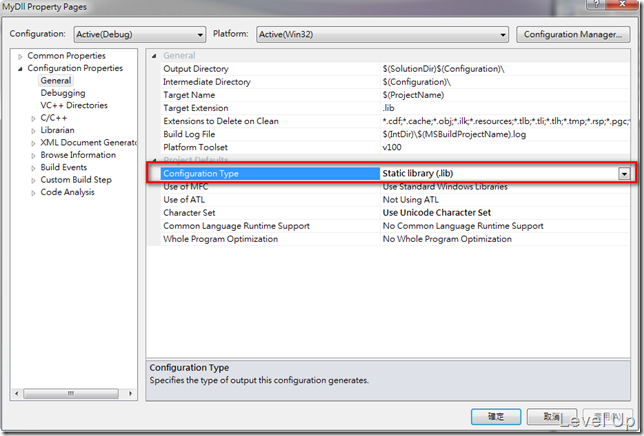 MyDll Property Pages
Configuration: Active(Debug) Platform: Active(Win32) Configuration Manager...
Common Properties
Configuration Properties
General
Debugging
VC++ Directories
C/C++
Librarian
XML Document Generato
Browse Information
Build Events
Custom Build Step
Code Analysis
General
Output Directory $(SolutionDir)$(Configuration)\
Intermediate Directory $(Configuration)\
Target Name $(ProjectName)
Target Extension .lib
Extensions to Delete on Clean *.cdf;*.cache;*.obj;*.ilk;*.resources;*.tlb;*.tli;*.tlh;*.tmp;*.rsp;*.pgc;
Build Log File $(IntDir)\$(MSBuildProjectName).log
Platform Toolset v100
Project Defaults
Configuration Type Static library (.lib)
Use of MFC Use Standard Windows Libraries
Use of ATL Not Using ATL
Character Set Use Unicode Character Set
Common Language Runtime Support No Common Language Runtime Support
Whole Program Optimization No Whole Program Optimization
Configuration Type
Specifies the type of output this configuration generates.
確定 取消
Level Up